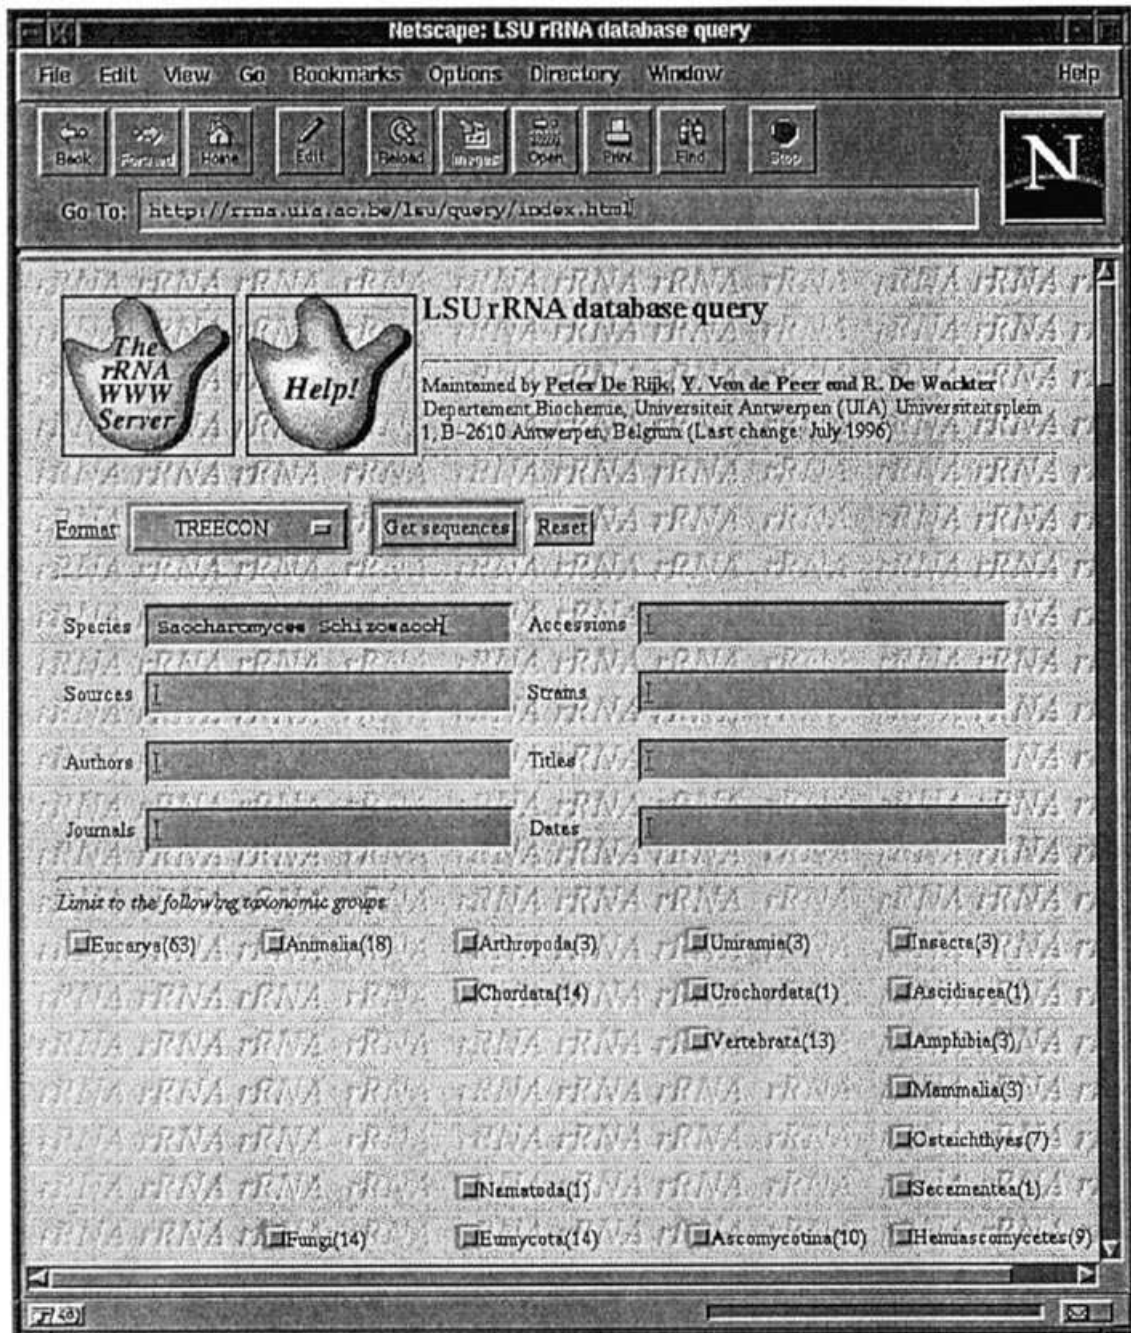 Netscape: LSU rRNA database query
File Edit View Go Bookmarks Options Directory Window Help
Back Forward Home Edit Reload Images Open Print Find Stop
N
Go To: http://rrna.uia.ac.be/lsu/query/index.html
The
rRNA
WWW
Server
Help!
LSU rRNA database query
Maintained by Peter De Rijk, Y. Van de Peer and R. De Wachter
Departement Biochemie, Universiteit Antwerpen (UIA) Universiteitsplein
1, B-2610 Antwerpen, Belgium (Last change: July 1996)
Format TREECON Get sequences Reset
Species Saccharomyces Schizosacch Accessions
Sources Strains
Authors Titles
Journals Dates
Limit to the following taxionomic groups
Eucarya(63) Animalia(18) Arthropoda(3) Uniramia(3) Insecta(3)
Chordata(14) Urochordata(1) Ascidiacea(1)
Vertebrata(13) Amphibia(3)
Mammalia(3)
Osteichthyes(7)
Nematoda(1) Secernentea(1)
Fungi(14) Eumycota(14) Ascomycotina(10) Hemiascomycetes(9)